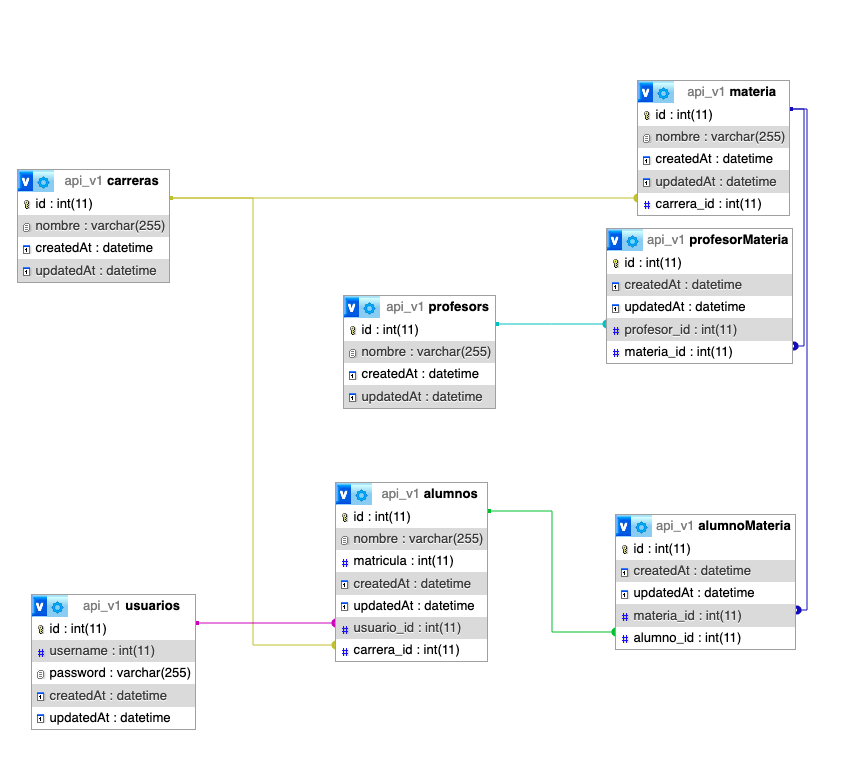 api_v1 materia
id : int(11)
nombre : varchar(255)
createdAt : datetime
updatedAt : datetime
carrera_id : int(11)
api_v1 carreras
id : int(11)
nombre : varchar(255)
createdAt : datetime
updatedAt : datetime
api_v1 profesorMateria
id : int(11)
createdAt : datetime
updatedAt : datetime
profesor_id : int(11)
materia_id : int(11)
api_v1 profesors
id : int(11)
nombre : varchar(255)
createdAt : datetime
updatedAt : datetime
api_v1 alumnos
id : int(11)
nombre : varchar(255)
matricula : int(11)
createdAt : datetime
updatedAt : datetime
usuario_id : int(11)
carrera_id : int(11)
api_v1 alumnoMateria
id : int(11)
createdAt : datetime
updatedAt : datetime
materia_id : int(11)
alumno_id : int(11)
api_v1 usuarios
id : int(11)
username : int(11)
password : varchar(255)
createdAt : datetime
updatedAt : datetime